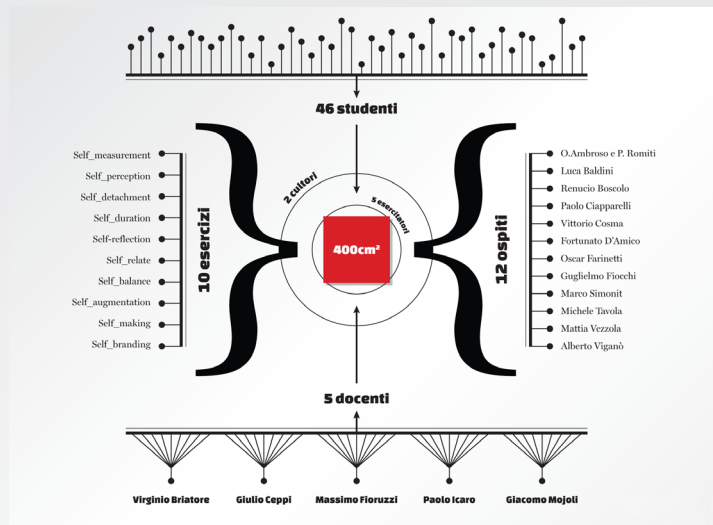 46 studenti
Self_measurement
Self_perception
Self_detachment
Self_duration
Self-reflection
Self_relate
Self_balance
Self_augmentation
Self_making
Self_branding
10 esercizi
2 cultori
5 esercitatori
400cm²
12 ospiti
O.Ambroso e P. Romiti
Luca Baldini
Renucio Boscolo
Paolo Ciapparelli
Vittorio Cosma
Fortunato D'Amico
Oscar Farinetti
Guglielmo Fiocchi
Marco Simonit
Michele Tavola
Mattia Vezzola
Alberto Viganò
5 docenti
Virginio Briatore
Giulio Ceppi
Massimo Fioruzzi
Paolo Icaro
Giacomo Mojoli